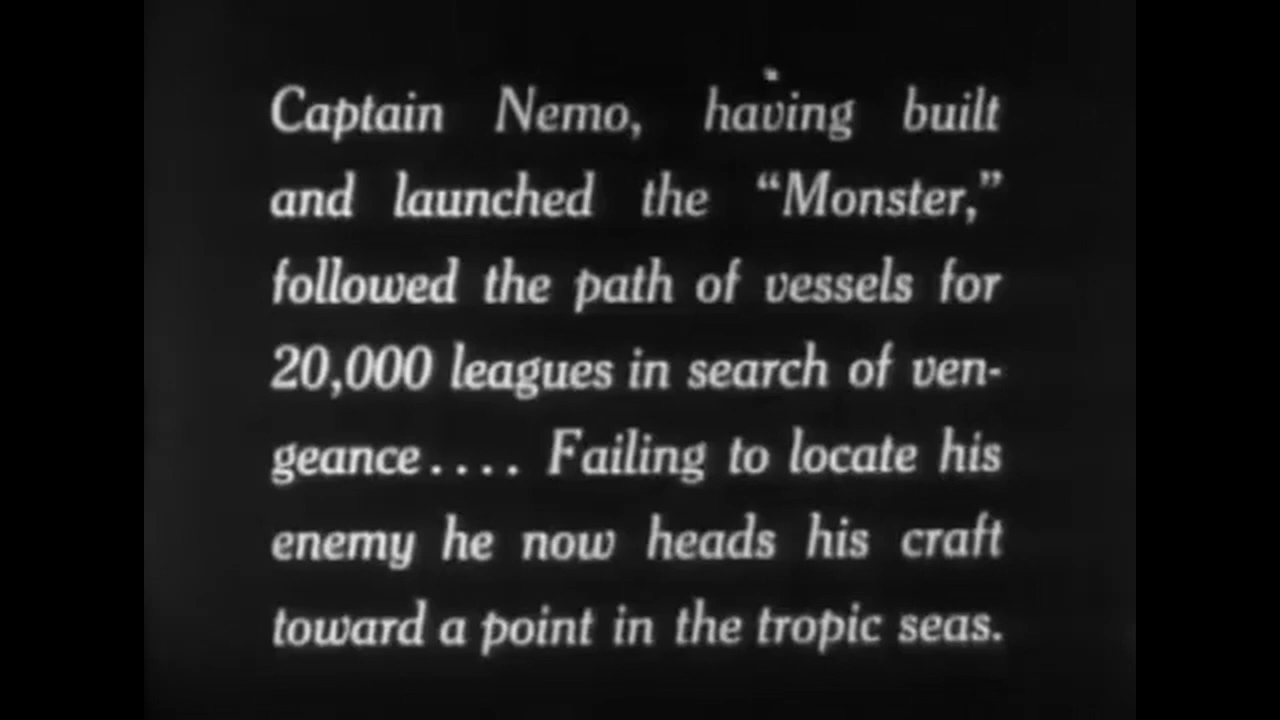 Captain Nemo, having built
and launched the “Monster,”
followed the path of vessels for
20,000 leagues in search of ven-
geance.... Failing to locate his
enemy he now heads his craft
toward a point in the tropic seas.